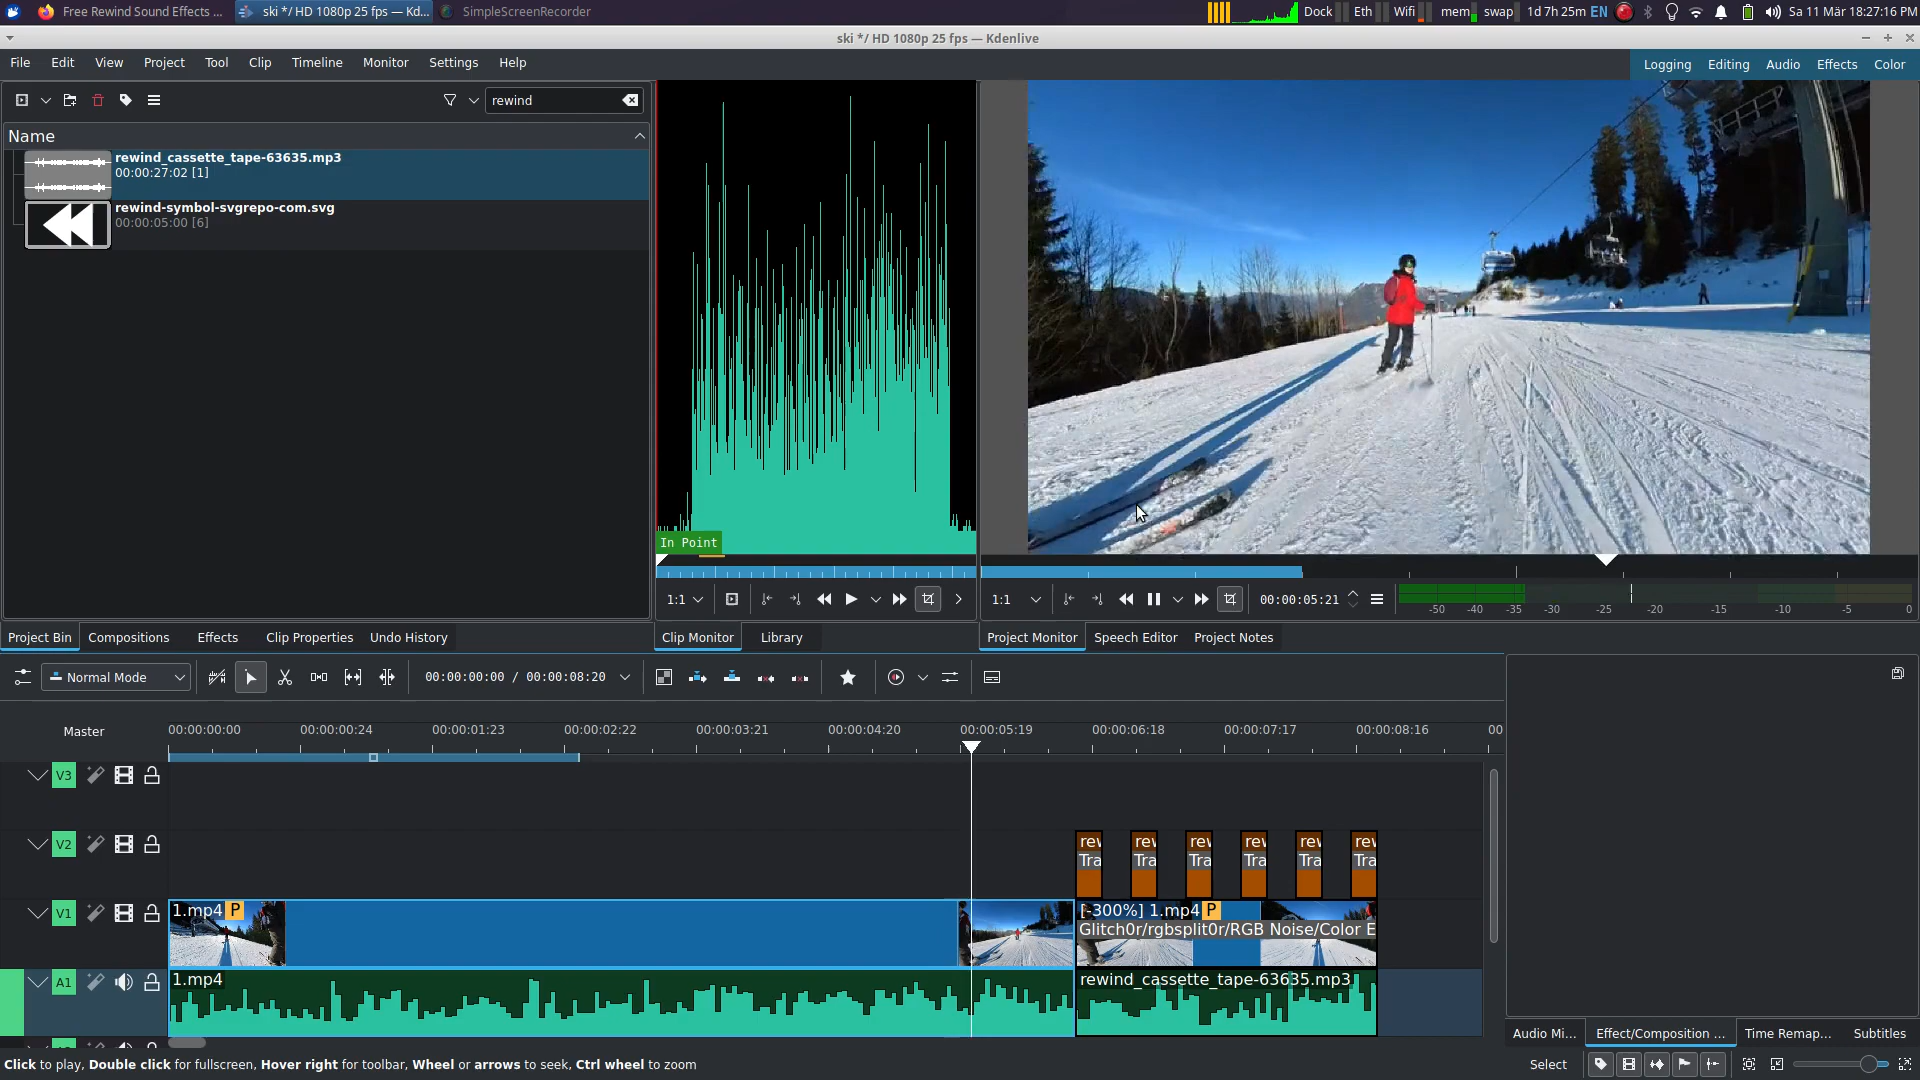 Free Rewind Sound Effects ...
ski */ HD 1080p 25 fps — Kd...
SimpleScreenRecorder
Dock
Eth
Wifi
mem
swap
1d 7h 25m
EN
Sa 11 Mär 18:27:16 PM
ski */ HD 1080p 25 fps — Kdenlive
File
Edit
View
Project
Tool
Clip
Timeline
Monitor
Settings
Help
Logging
Editing
Audio
Effects
Color
rewind
Name
rewind_cassette_tape-63635.mp3
00:00:27:02 [1]
rewind-symbol-svgrepo-com.svg
00:00:05:00 [6]
In Point
1:1
1:1
00:00:05:21
-50
-45
-40
-35
-30
-25
-20
-15
-10
-5
0
Project Bin
Compositions
Effects
Clip Properties
Undo History
Clip Monitor
Library
Project Monitor
Speech Editor
Project Notes
Normal Mode
00:00:00:00 / 00:00:08:20
Master
00:00:00:00
00:00:00:24
00:00:01:23
00:00:02:22
00:00:03:21
00:00:04:20
00:00:05:19
00:00:06:18
00:00:07:17
00:00:08:16
00
V3
V2
rev
rev
rev
rev
rev
rev
Tra
Tra
Tra
Tra
Tra
Tra
V1
1.mp4 P
[-300%] 1.mp4 P
Glitch0r/rgbsplit0r/RGB Noise/Color E
A1
1.mp4
rewind_cassette_tape-63635.mp3
Audio Mi...
Effect/Composition ...
Time Remap...
Subtitles
Click to play, Double click for fullscreen, Hover right for toolbar, Wheel or arrows to seek, Ctrl wheel to zoom
Select